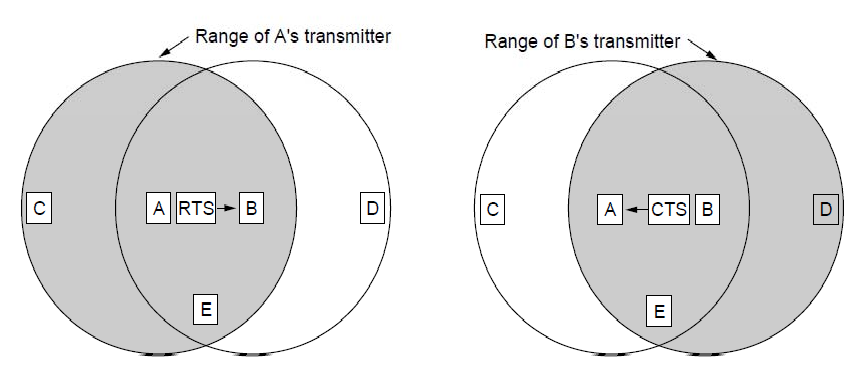 Range of A's transmitter
C
A
RTS
B
D
E
Range of B's transmitter
C
A
CTS
B
D
E